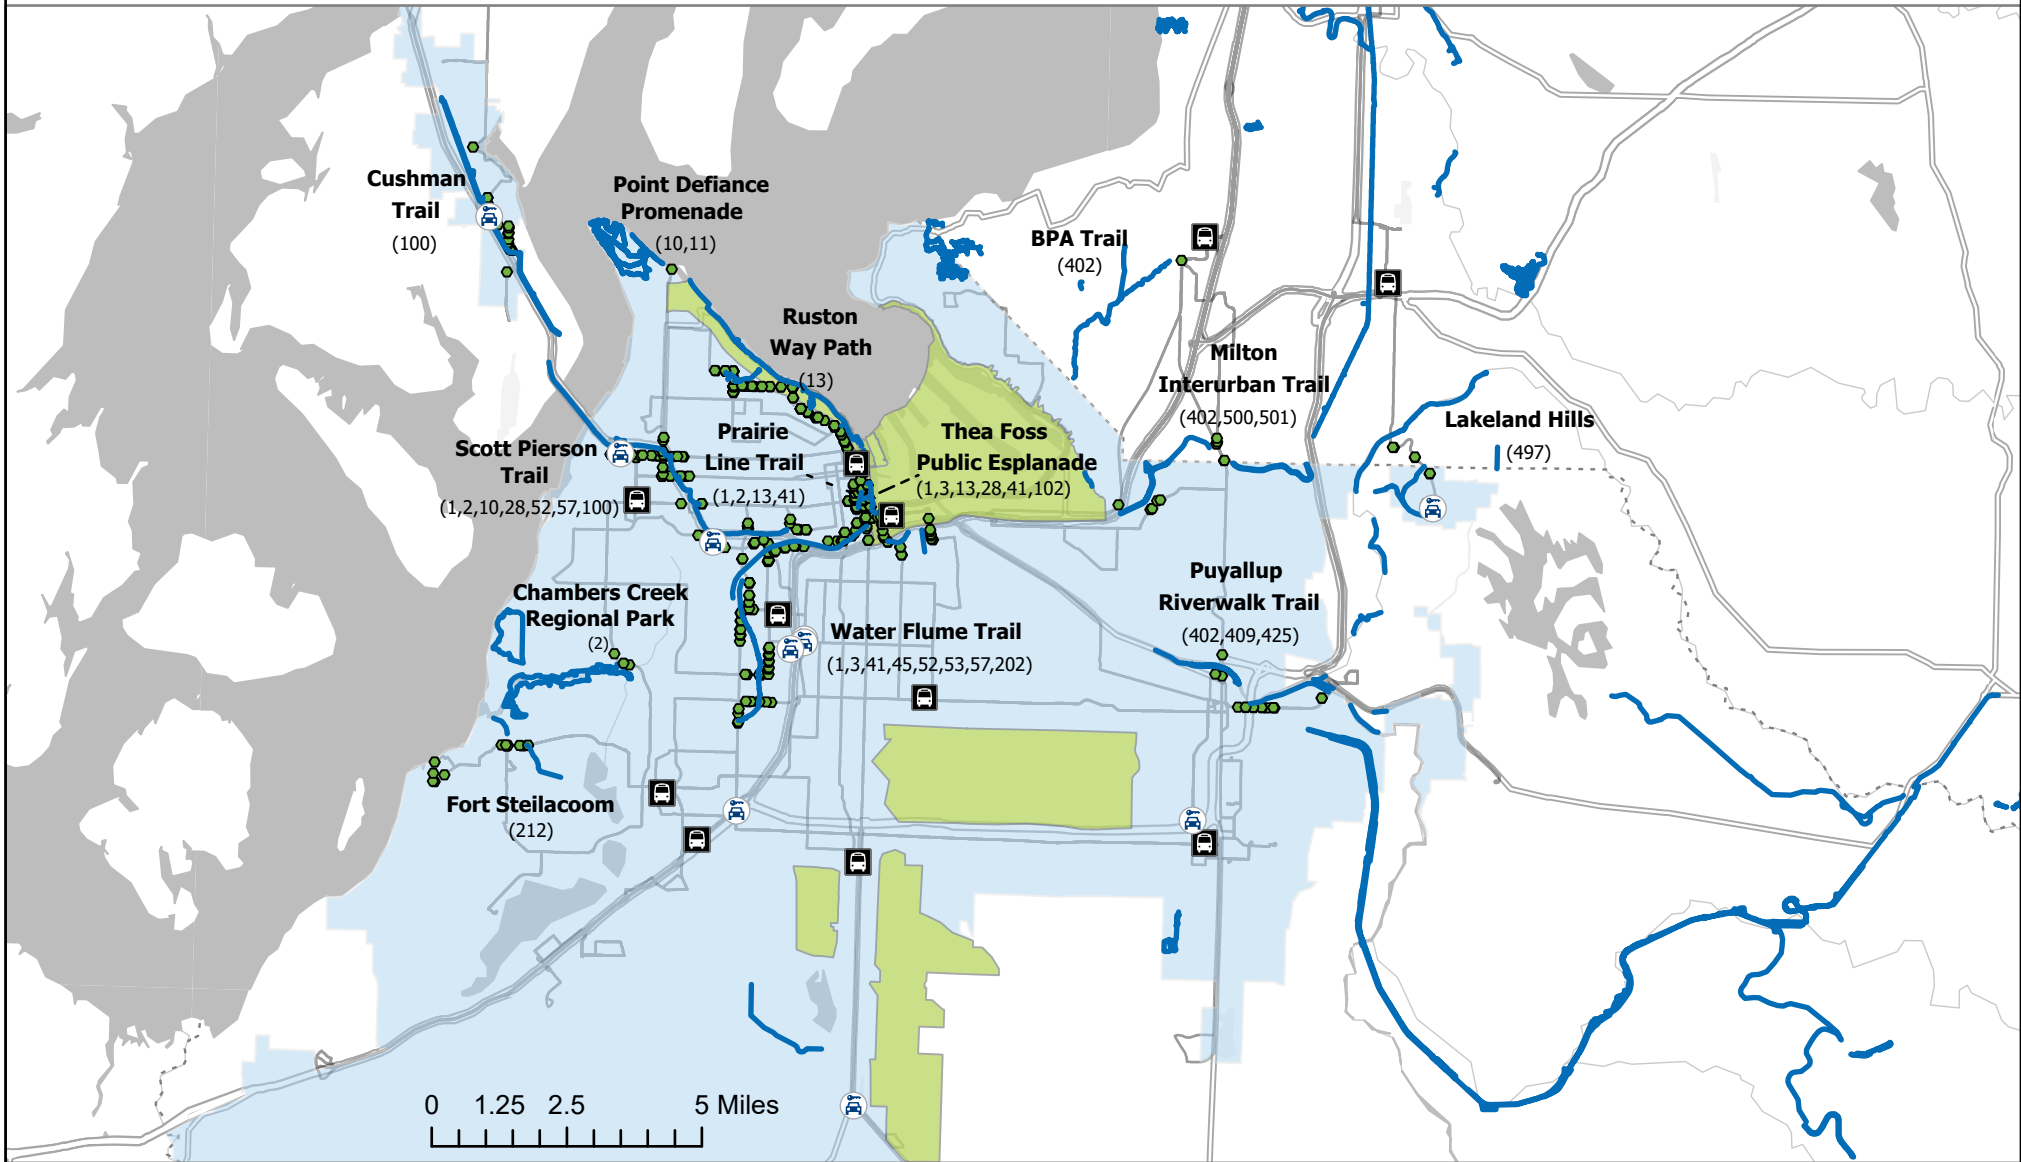 Cushman
Trail
(100)
Point Defiance
Promenade
(10,11)
BPA Trail
(402)
Ruston
Way Path
(13)
Milton
Interurban Trail
(402,500,501)
Lakeland Hills
(497)
Scott Pierson
Trail
(1,2,10,28,52,57,100)
Prairie
Line Trail
(1,2,13,41)
Thea Foss
Public Esplanade
(1,3,13,28,41,102)
Chambers Creek
Regional Park
(2)
Puyallup
Riverwalk Trail
(402,409,425)
Water Flume Trail
(1,3,41,45,52,53,57,202)
Fort Steilacoom
(212)
0 1.25 2.5 5 Miles